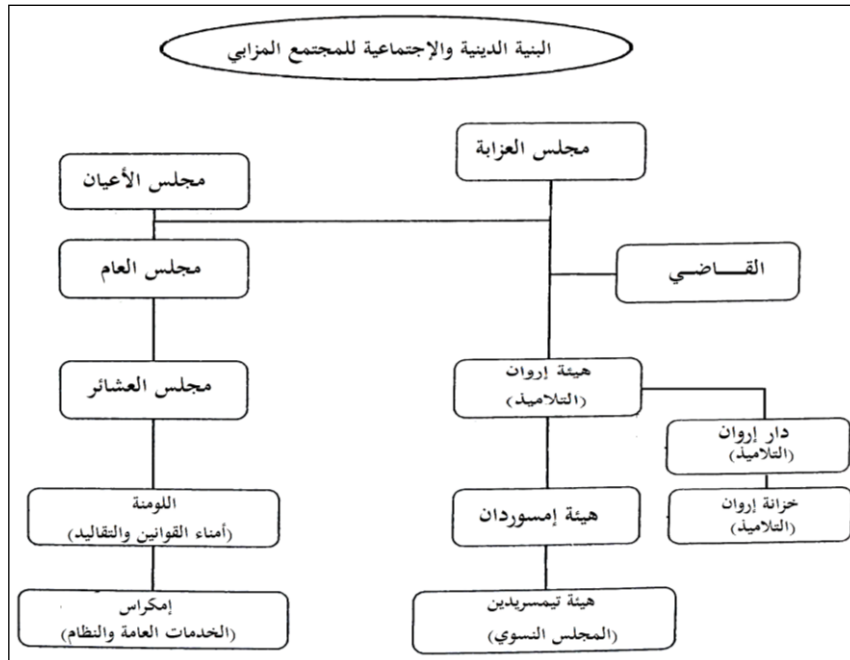 البنية الدينية والإجتماعية للمجتمع المزابي
مجلس العزابة
مجلس الأعيان
مجلس العام
القـــــاضـــي
مجلس العشائر
هيئة إروان
(التلاميذ)
دار إروان
(التلاميذ)
خزانة إروان
(التلاميذ)
اللومنة
(أمناء القوانين والتقاليد)
هيئة إمسوردان
إمكراس
(الخدمات العامة والنظام)
هيئة تيمسريدين
(المجلس النسوي)